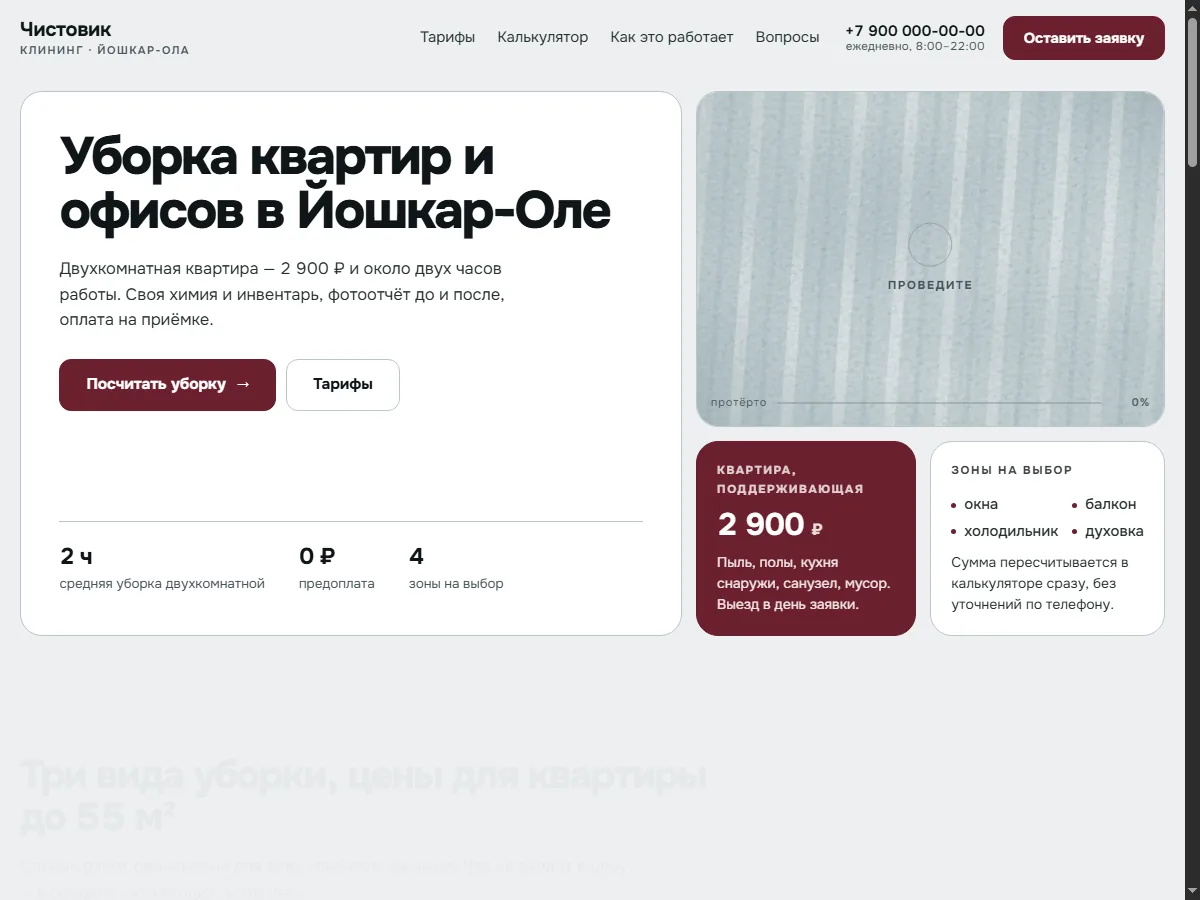 Чистовик
КЛИНИНГ · ЙОШКАР-ОЛА
Тарифы
Калькулятор
Как это работает
Вопросы
+7 900 000-00-00
ежедневно, 8:00–22:00
Оставить заявку
Уборка квартир и
офисов в Йошкар-Оле
Двухкомнатная квартира — 2 900 ₽ и около двух часов
работы. Своя химия и инвентарь, фотоотчёт до и после,
оплата на приёмке.
Посчитать уборку →
Тарифы
2 ч
средняя уборка двухкомнатной
0 ₽
предоплата
4
зоны на выбор
ПРОВЕДИТЕ
протёрто
0%
КВАРТИРА,
ПОДДЕРЖИВАЮЩАЯ
2 900 ₽
Пыль, полы, кухня
снаружи, санузел, мусор.
Выезд в день заявки.
ЗОНЫ НА ВЫБОР
окна
балкон
холодильник
духовка
Сумма пересчитывается в
калькуляторе сразу, без
уточнений по телефону.
Три вида уборки, цены для квартиры
до 55 м²